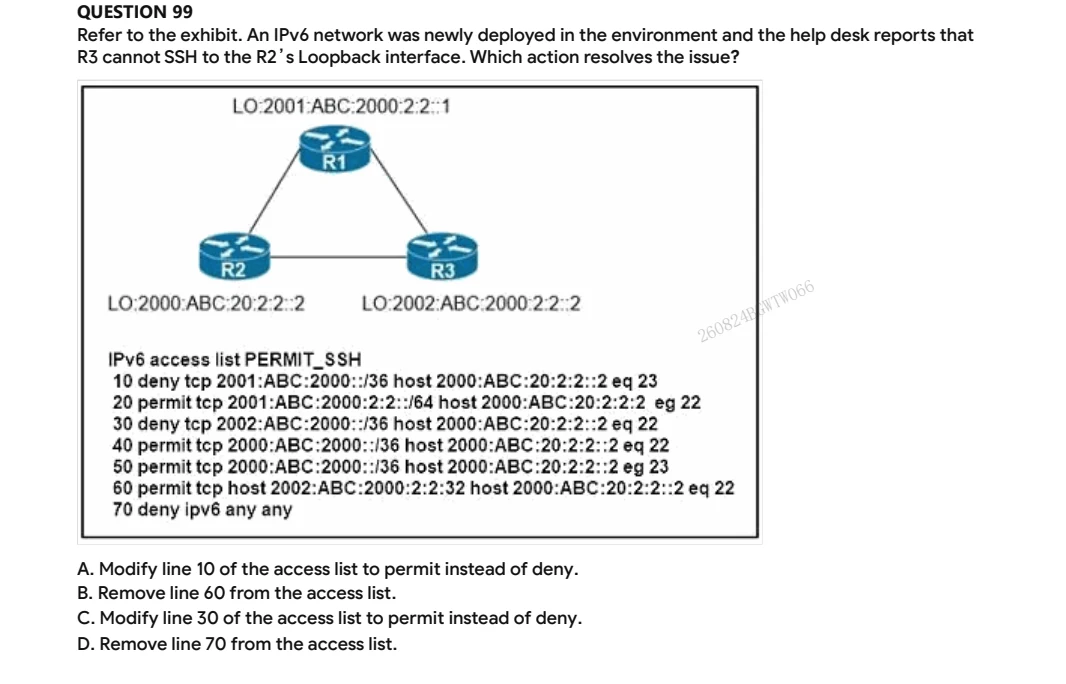 QUESTION 99
Refer to the exhibit. An IPv6 network was newly deployed in the environment and the help desk reports that
R3 cannot SSH to the R2's Loopback interface. Which action resolves the issue?
LO:2001:ABC:2000:2:2::1
R1
R2
R3
LO:2000:ABC:20:2:2::2
LO:2002:ABC:2000:2:2::2
260824BGWTW066
IPv6 access list PERMIT_SSH
10 deny tcp 2001:ABC:2000::/36 host 2000:ABC:20:2:2::2 eq 23
20 permit tcp 2001:ABC:2000:2:2::/64 host 2000:ABC:20:2:2:2 eg 22
30 deny tcp 2002:ABC:2000::/36 host 2000:ABC:20:2:2::2 eq 22
40 permit tcp 2000:ABC:2000::/36 host 2000:ABC:20:2:2::2 eq 22
50 permit tcp 2000:ABC:2000::/36 host 2000:ABC:20:2:2::2 eg 23
60 permit tcp host 2002:ABC:2000:2:2:32 host 2000:ABC:20:2:2::2 eq 22
70 deny ipv6 any any
A. Modify line 10 of the access list to permit instead of deny.
B. Remove line 60 from the access list.
C. Modify line 30 of the access list to permit instead of deny.
D. Remove line 70 from the access list.